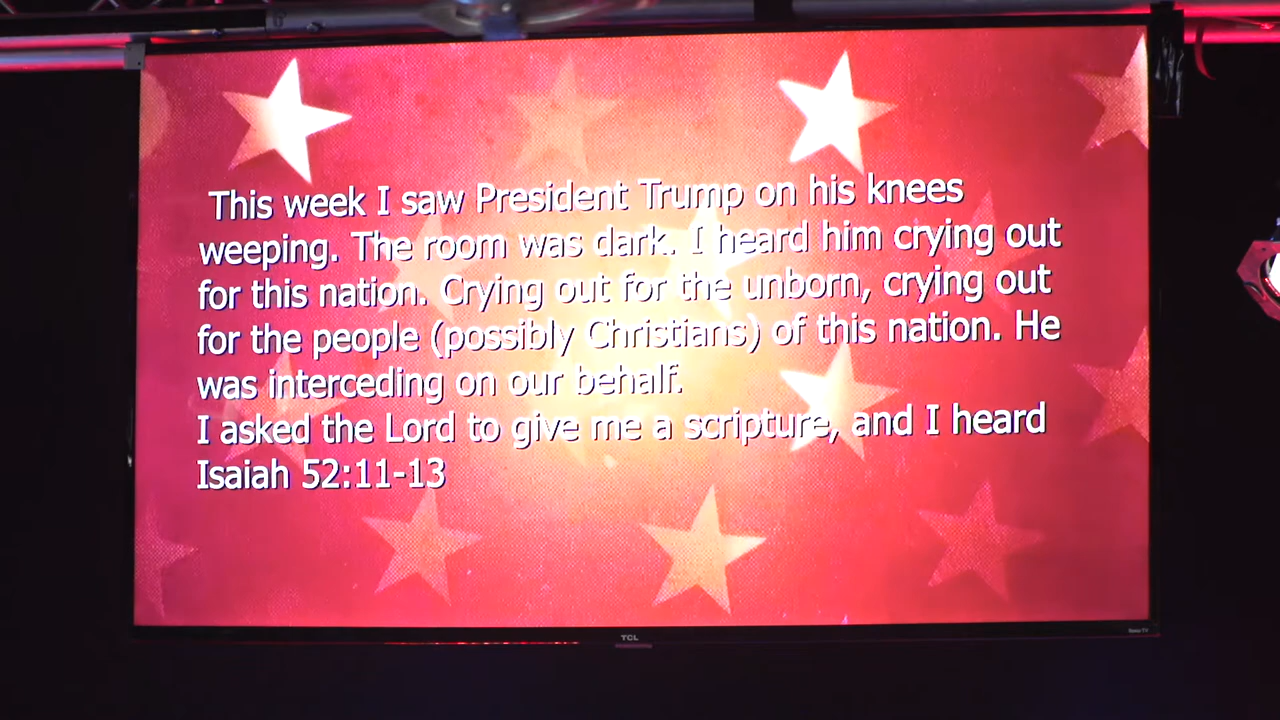 This week I saw President Trump on his knees
weeping. The room was dark. I heard him crying out
for this nation. Crying out for the unborn, crying out
for the people (possibly Christians) of this nation. He
was interceding on our behalf.
I asked the Lord to give me a scripture, and I heard
Isaiah 52:11-13
TCL
Roku TV